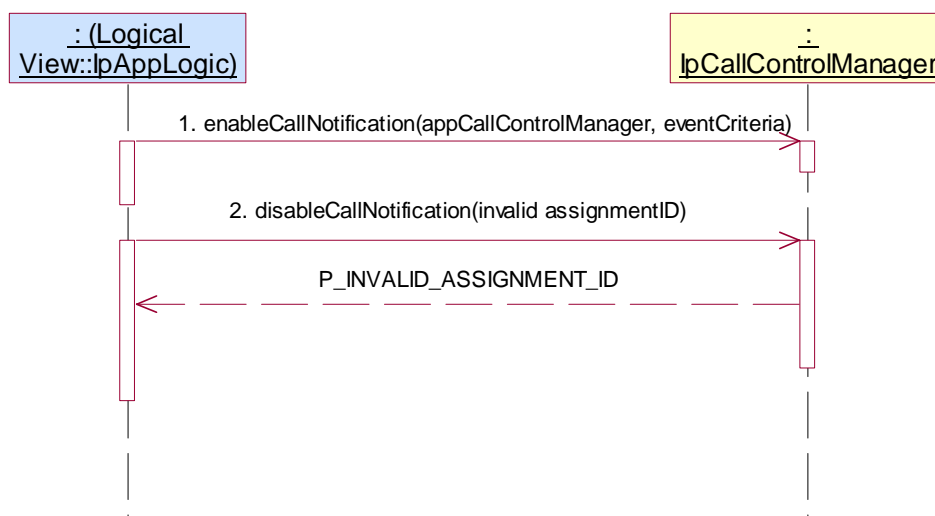 : (Logical
View::IpAppLogic)
:
IpCallControlManager
1. enableCallNotification(appCallControlManager, eventCriteria)
2. disableCallNotification(invalid assignmentID)
P_INVALID_ASSIGNMENT_ID